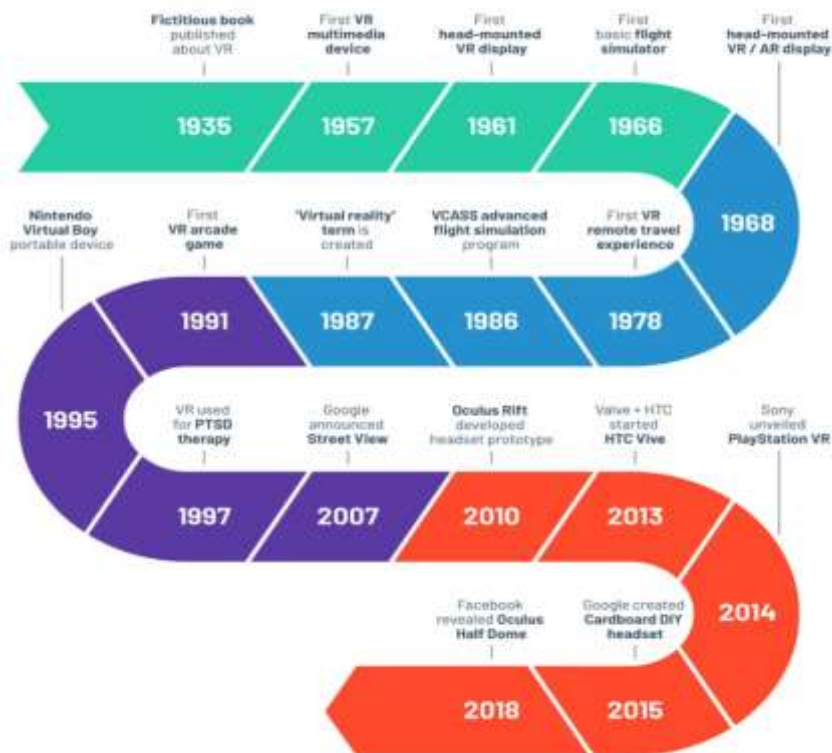 Fictitious book
published
about VR
First VR
multimedia
device
First
head-mounted
VR display
First
basic flight
simulator
First
head-mounted
VR / AR display
1935
1957
1961
1966
1968
Nintendo
Virtual Boy
portable device
First
VR arcade
game
'Virtual reality'
term is
created
VCASS advanced
flight simulation
program
First VR
remote travel
experience
1991
1987
1986
1978
1995
VR used
for PTSD
therapy
Google
announced
Street View
Oculus Rift
developed
headset prototype
Valve + HTC
started
HTC Vive
Sony
unveiled
PlayStation VR
1997
2007
2010
2013
2014
Facebook
revealed Oculus
Half Dome
Google created
Cardboard DIY
headset
2018
2015